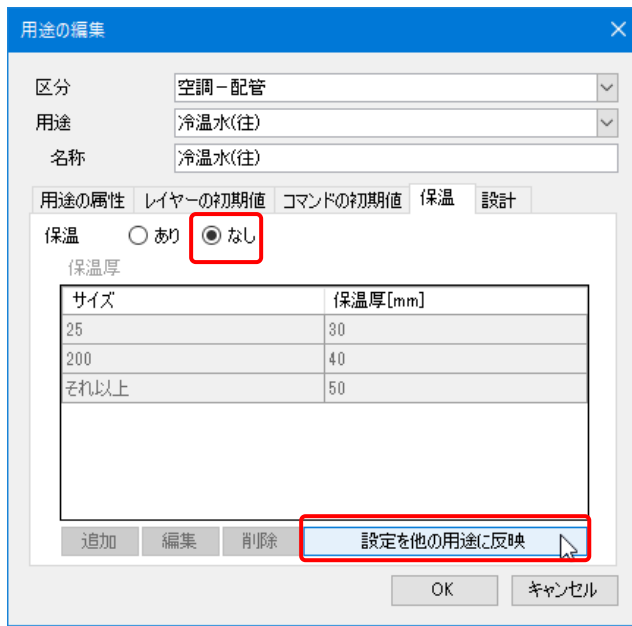 用途の編集
区分 空調－配管
用途 冷温水(往)
名称 冷温水(往)
用途の属性 レイヤーの初期値 コマンドの初期値 保温 設計
保温 あり なし
保温厚
サイズ 保温厚[mm]
25 30
200 40
それ以上 50
追加 編集 削除 設定を他の用途に反映
OK キャンセル